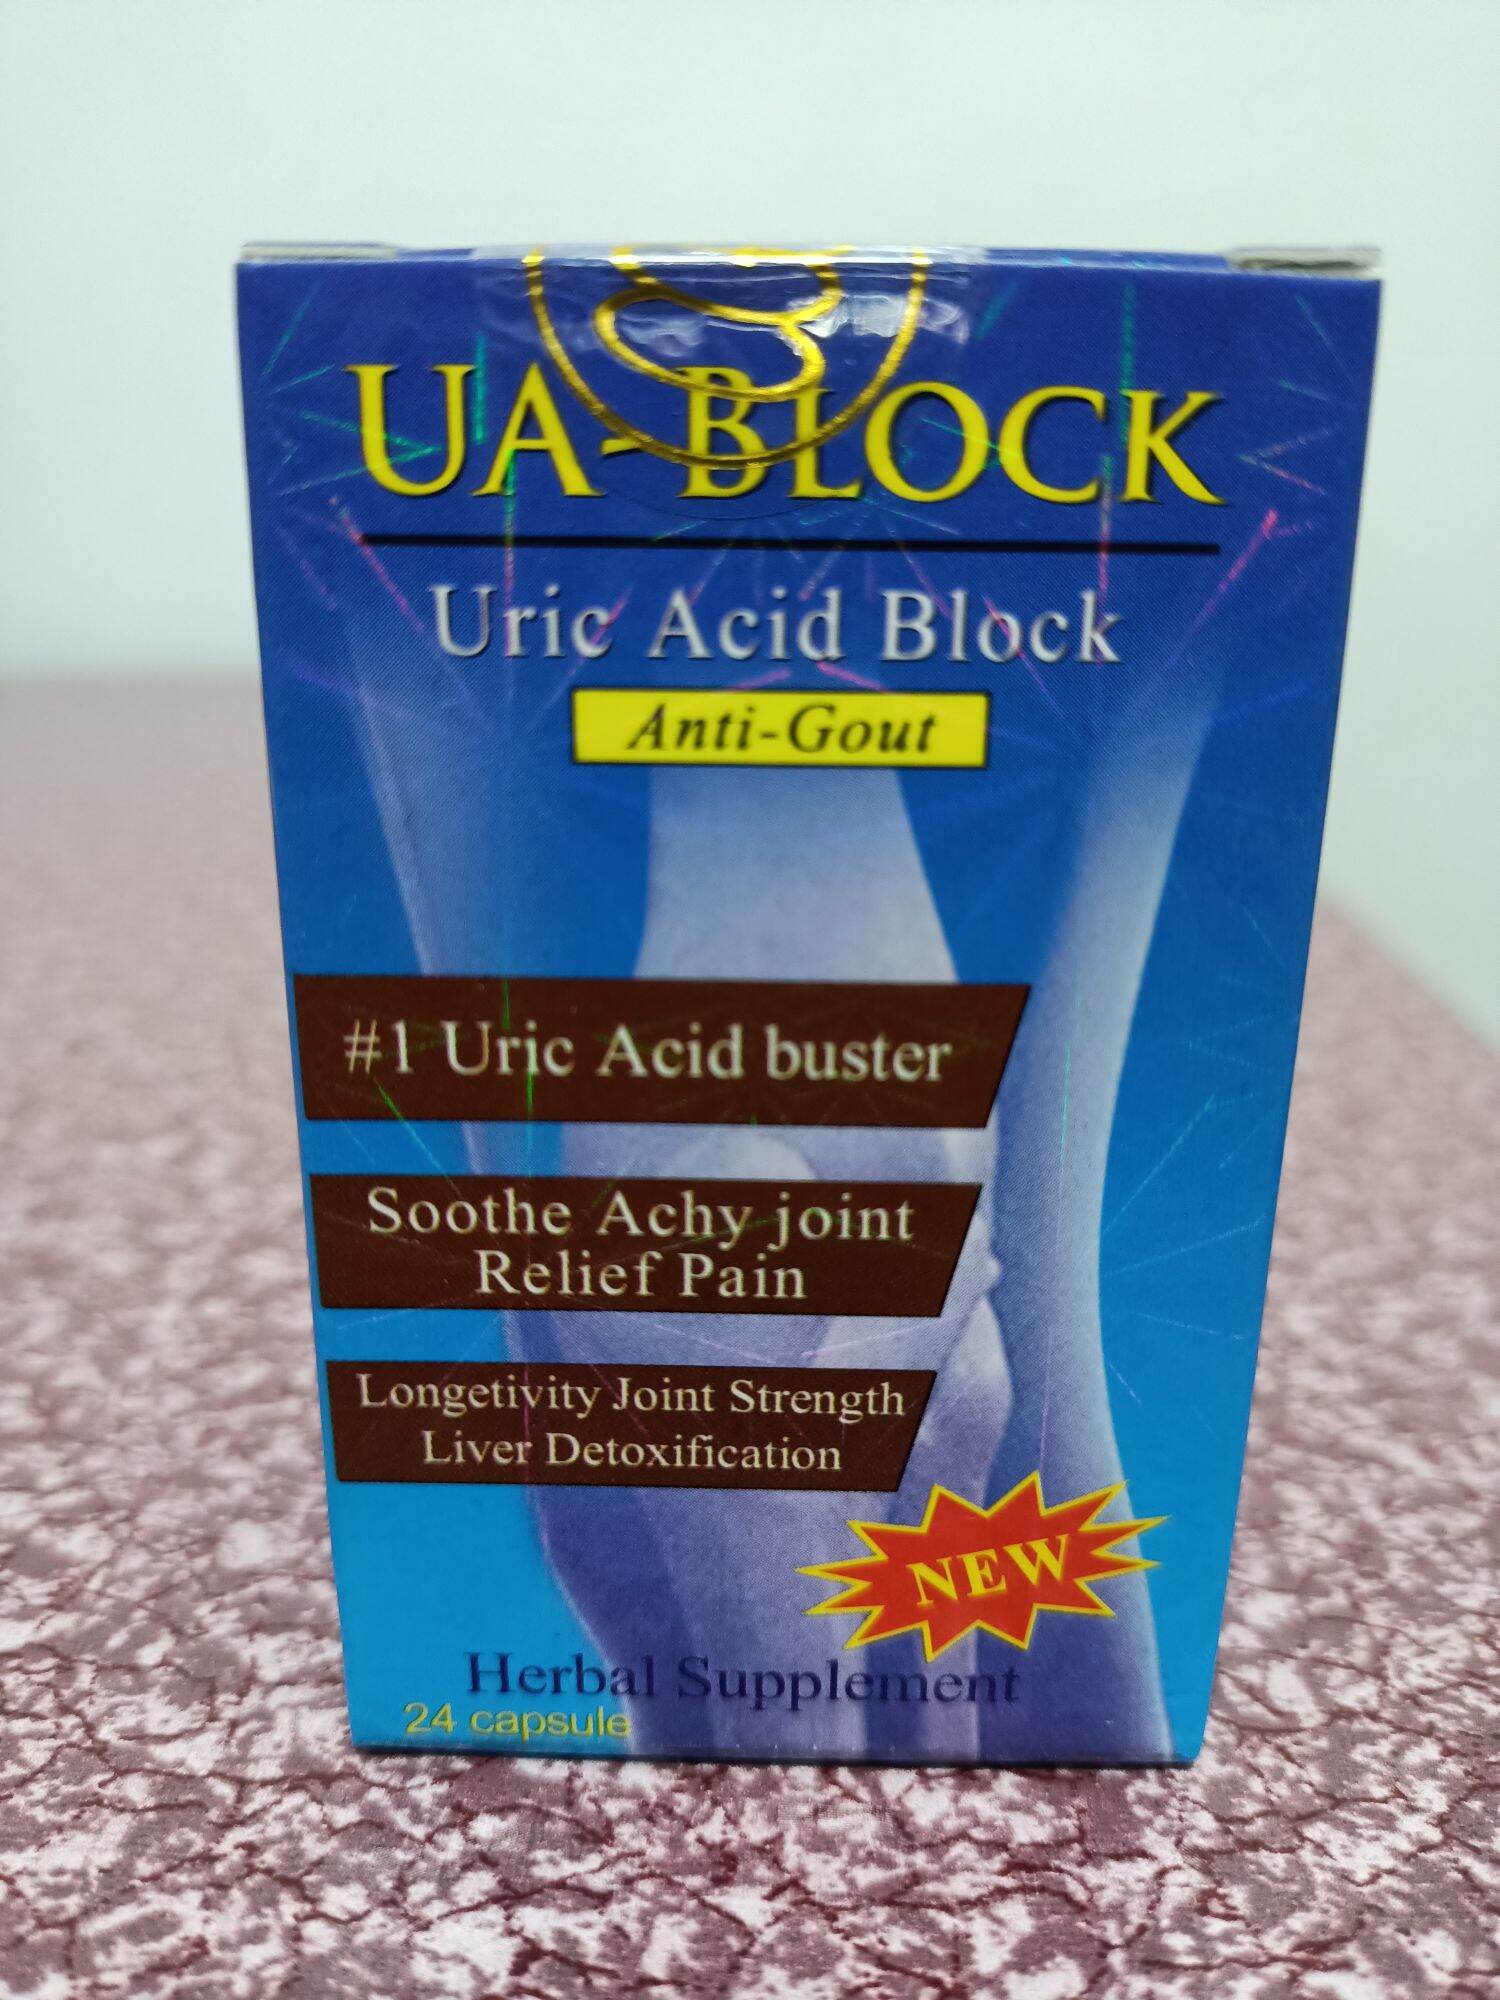 UA-BLOCK
Uric Acid Block
Anti-Gout
#1 Uric Acid buster
Soothe Achy joint
Relief Pain
Longetivity Joint Strength
Liver Detoxification
NEW
Herbal Supplement
24 capsule